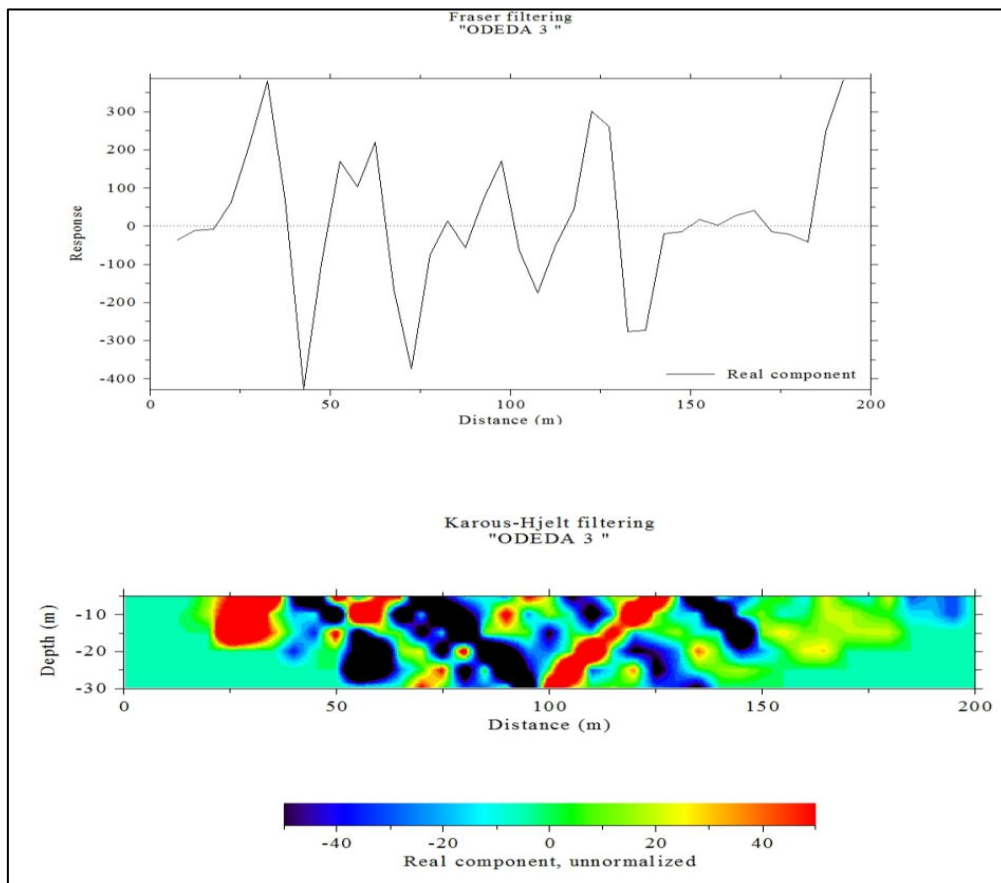 Fraser filtering
"ODEDA 3 "
300
200
100
0
-100
-200
-300
-400
Response
Real component
0 50 100 150 200
Distance (m)
Karous-Hjelt filtering
"ODEDA 3 "
Depth (m)
-10
-20
-30
0 50 100 150 200
Distance (m)
-40 -20 0 20 40
Real component, unnormalized